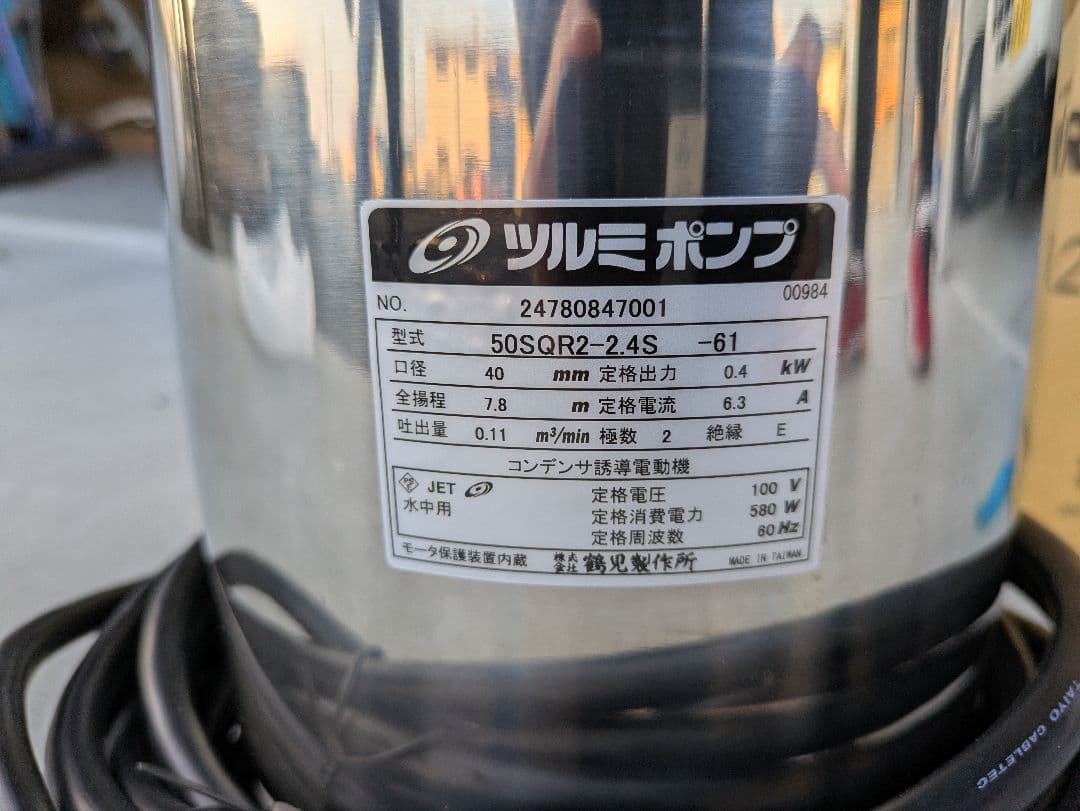 ツルミポンプ
00984
NO. 24780847001
型式 50SQR2-2.4S -61
口径 40 mm 定格出力 0.4 kW
全揚程 7.8 m 定格電流 6.3 A
吐出量 0.11 m³/min 極数 2 絶縁 E
コンデンサ誘導電動機
PSE JET 定格電圧 100 V
水中用 定格消費電力 580 W
定格周波数 60 Hz
モータ保護装置内蔵 株式会社 鶴見製作所 MADE IN TAIWAN
TAIYO CABLETEC